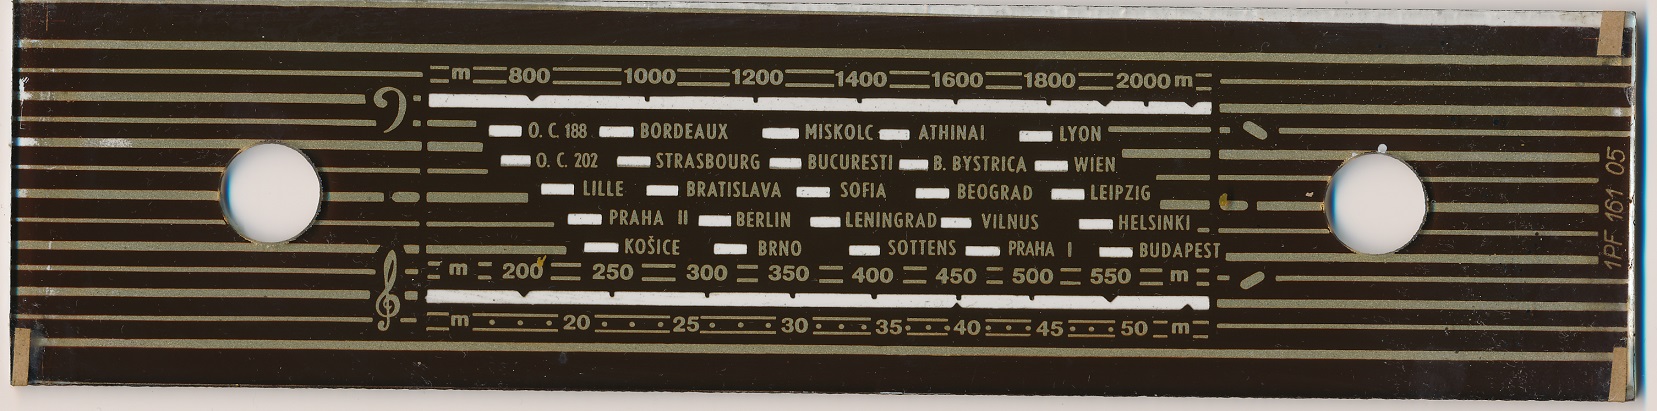 m 800 1000 1200 1400 1600 1800 2000 m
O. C. 188 BORDEAUX MISKOLC ATHINAI LYON
O. C. 202 STRASBOURG BUCURESTI B. BYSTRICA WIEN
LILLE BRATISLAVA SOFIA BEOGRAD LEIPZIG
PRAHA II BERLIN LENINGRAD VILNUS HELSINKI
KOŠICE BRNO SOTTENS PRAHA I BUDAPEST
m 200 250 300 350 400 450 500 550 m
m 20 25 30 35 40 45 50 m
1PF 161 05